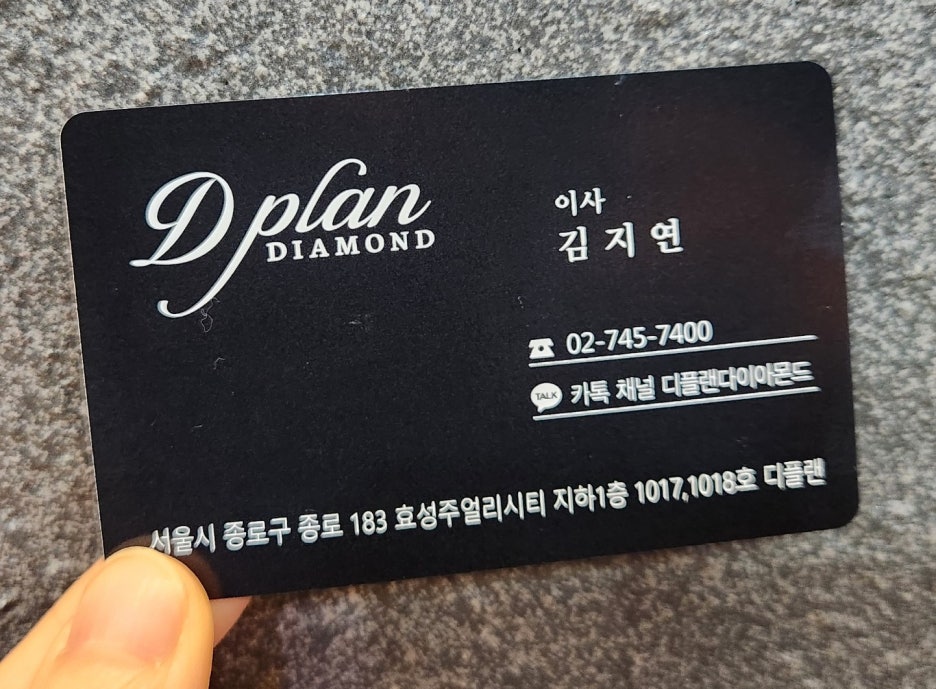 D plan
DIAMOND
이사
김지연
02-745-7400
TALK 카톡 채널 디플랜다이아몬드
서울시 종로구 종로 183 효성주얼리시티 지하1층 1017,1018호 디플랜